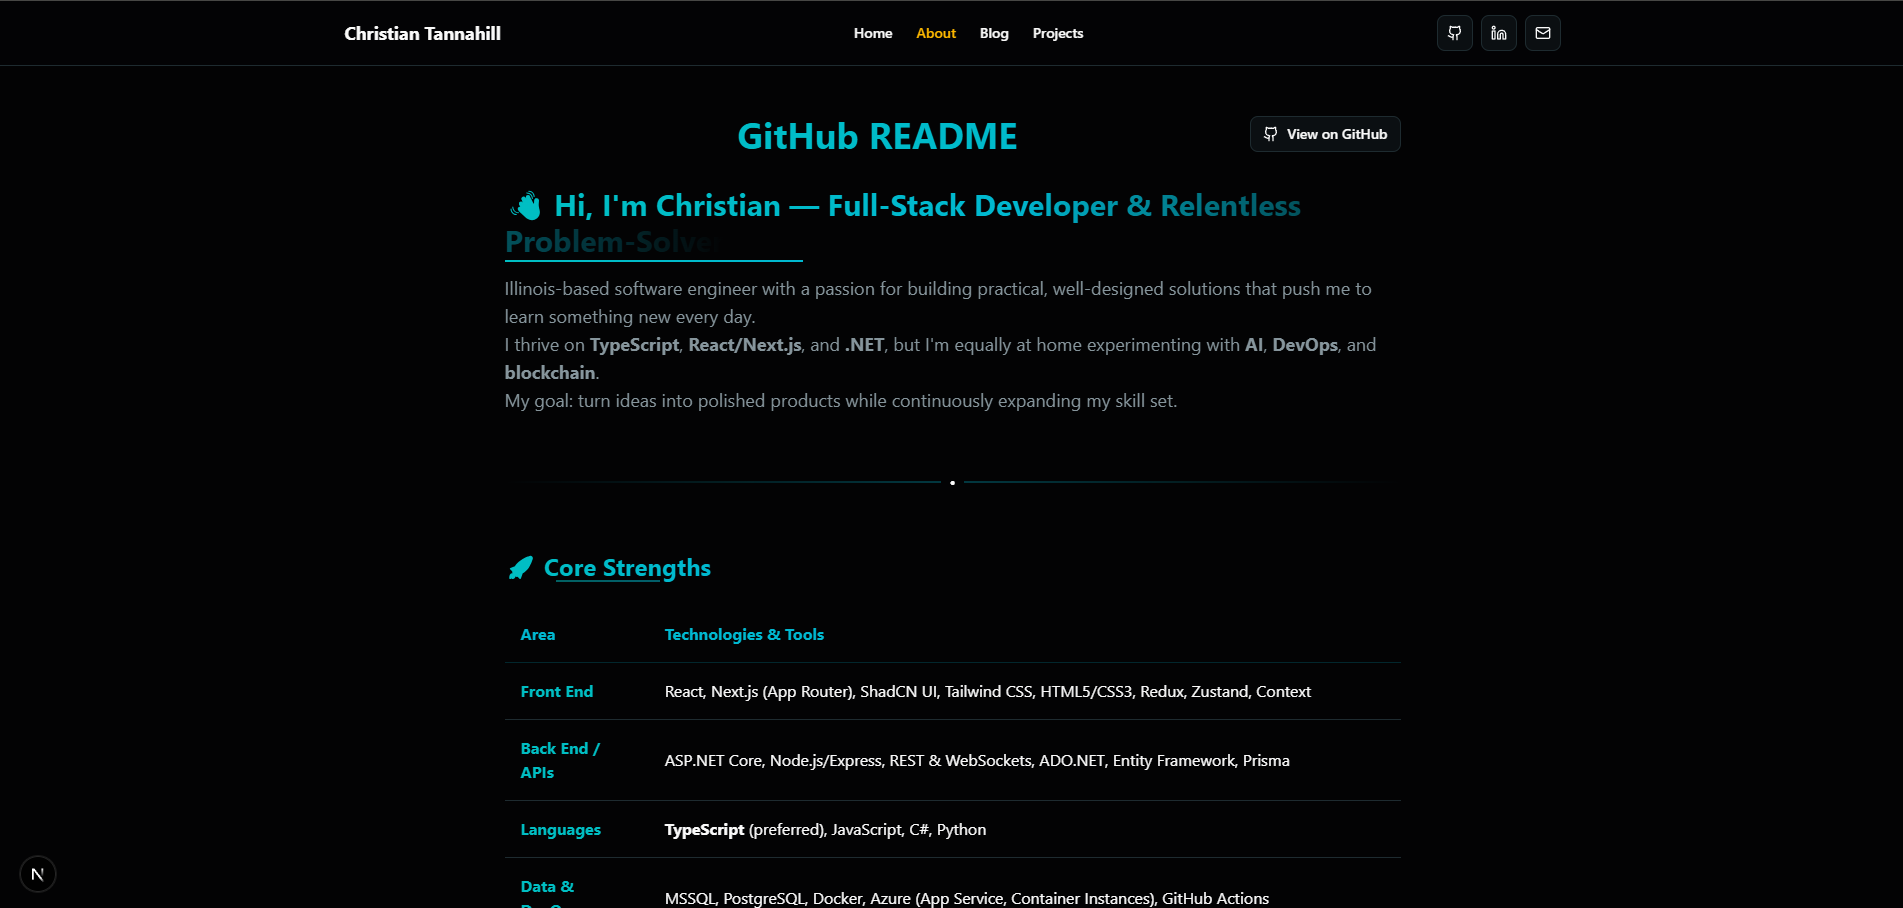 Christian Tannahill
Home About Blog Projects
GitHub README
View on GitHub
👋 Hi, I'm Christian — Full-Stack Developer & Relentless
Problem-Solver
Illinois-based software engineer with a passion for building practical, well-designed solutions that push me to
learn something new every day.
I thrive on TypeScript, React/Next.js, and .NET, but I'm equally at home experimenting with AI, DevOps, and
blockchain.
My goal: turn ideas into polished products while continuously expanding my skill set.
🚀 Core Strengths
Area Technologies & Tools
Front End React, Next.js (App Router), ShadCN UI, Tailwind CSS, HTML5/CSS3, Redux, Zustand, Context
Back End /
APIs
ASP.NET Core, Node.js/Express, REST & WebSockets, ADO.NET, Entity Framework, Prisma
Languages TypeScript (preferred), JavaScript, C#, Python
Data &
MSSQL, PostgreSQL, Docker, Azure (App Service, Container Instances), GitHub Actions
N